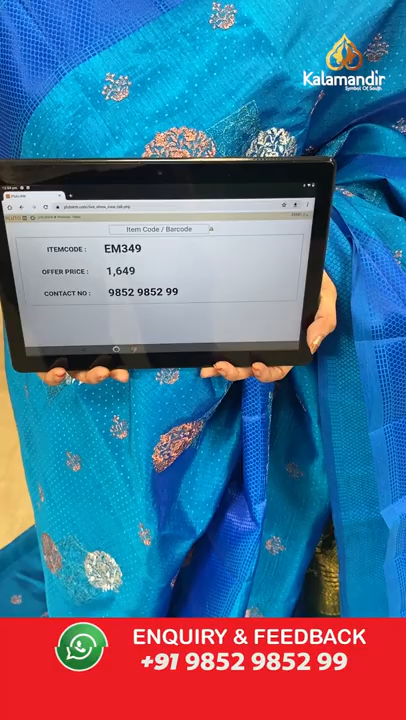 Kalamandir
Symbol Of South
Item Code / Barcode
ITEMCODE : EM349
OFFER PRICE : 1,649
CONTACT NO : 9852 9852 99
ENQUIRY & FEEDBACK
+91 9852 9852 99